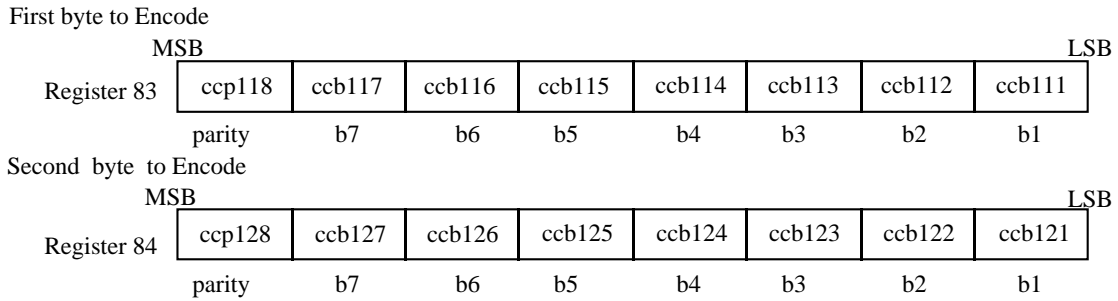 First byte to Encode
MSB LSB
Register 83 ccp118 ccb117 ccb116 ccb115 ccb114 ccb113 ccb112 ccb111
parity b7 b6 b5 b4 b3 b2 b1
Second byte to Encode
MSB LSB
Register 84 ccp128 ccb127 ccb126 ccb125 ccb124 ccb123 ccb122 ccb121
parity b7 b6 b5 b4 b3 b2 b1